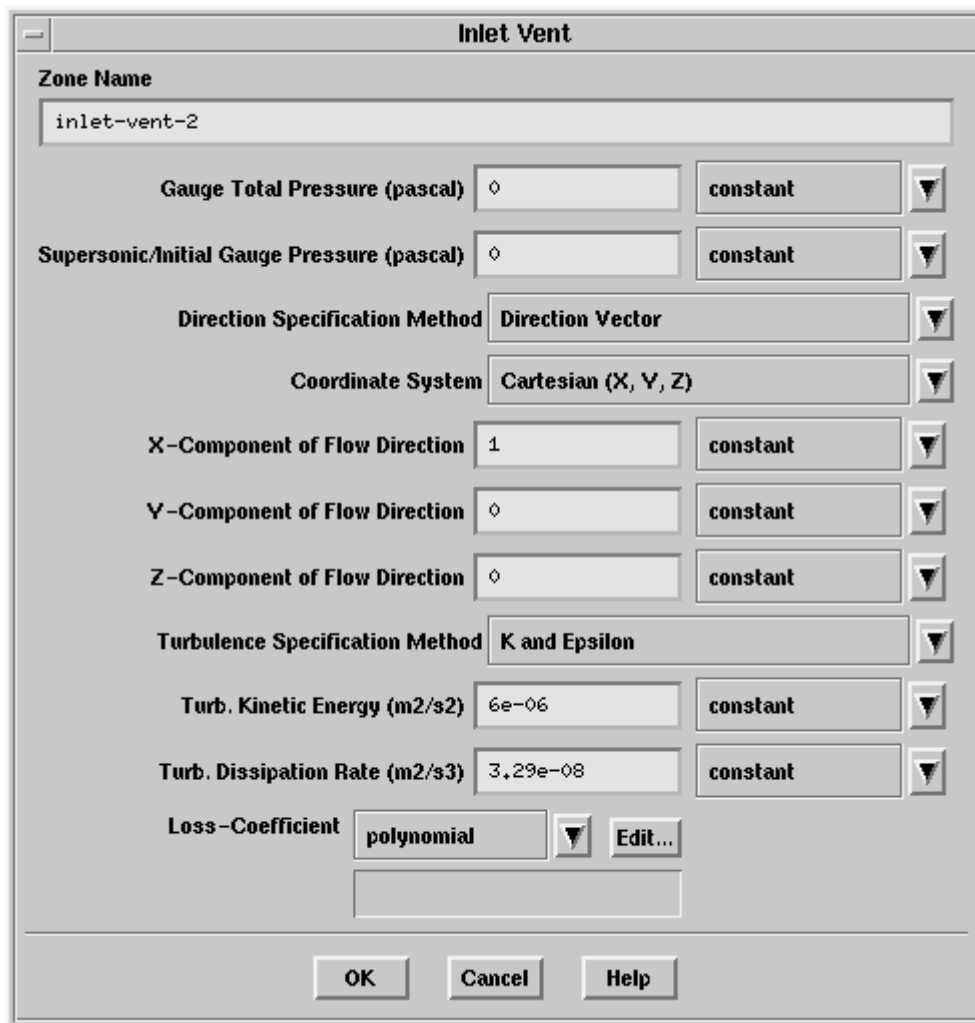 Inlet Vent
Zone Name
inlet-vent-2
Gauge Total Pressure (pascal) 0 constant
Supersonic/Initial Gauge Pressure (pascal) 0 constant
Direction Specification Method Direction Vector
Coordinate System Cartesian (X, Y, Z)
X-Component of Flow Direction 1 constant
Y-Component of Flow Direction 0 constant
Z-Component of Flow Direction 0 constant
Turbulence Specification Method K and Epsilon
Turb. Kinetic Energy (m2/s2) 6e-06 constant
Turb. Dissipation Rate (m2/s3) 3.29e-08 constant
Loss-Coefficient polynomial Edit...
OK Cancel Help